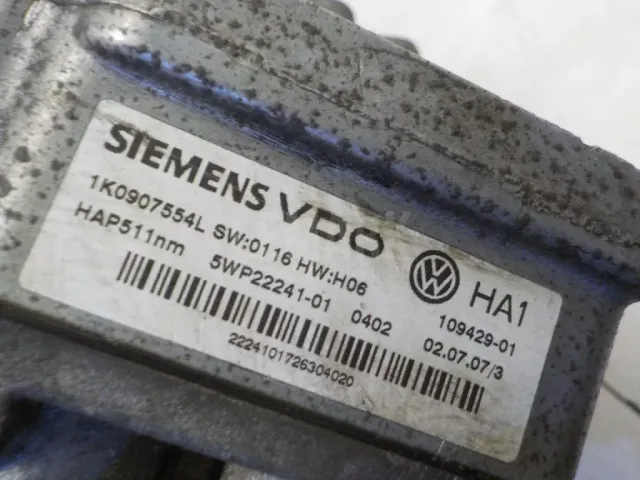 SIEMENS VDO
1K0907554L SW:0116 HW:H06
HAP511nm 5WP22241-01 0402
VW HA1
109429-01
02.07.07/3
2224101726304020